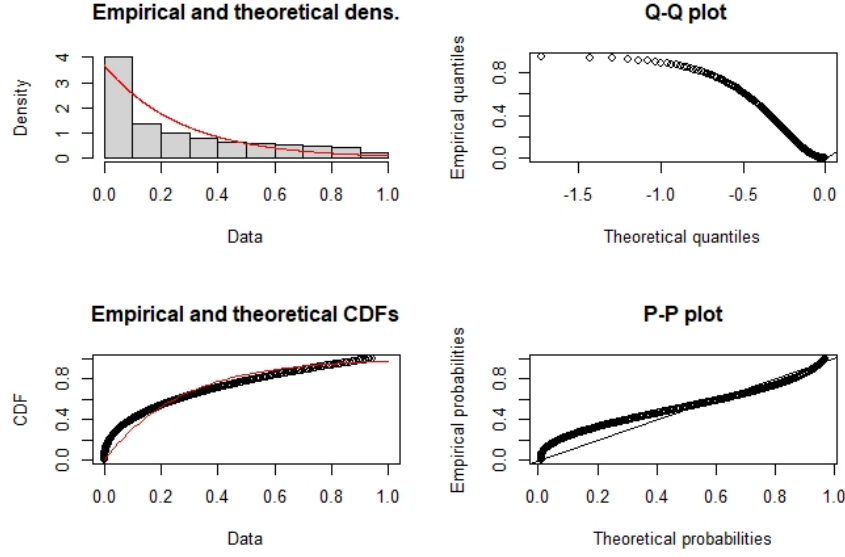 Empirical and theoretical dens.
Density
0 1 2 3 4
0.0 0.2 0.4 0.6 0.8 1.0
Data
Q-Q plot
Empirical quantiles
0.0 0.4 0.8
-1.5 -1.0 -0.5 0.0
Theoretical quantiles
Empirical and theoretical CDFs
CDF
0.0 0.4 0.8
0.0 0.2 0.4 0.6 0.8 1.0
Data
P-P plot
Empirical probabilities
0.0 0.4 0.8
0.0 0.2 0.4 0.6 0.8 1.0
Theoretical probabilities